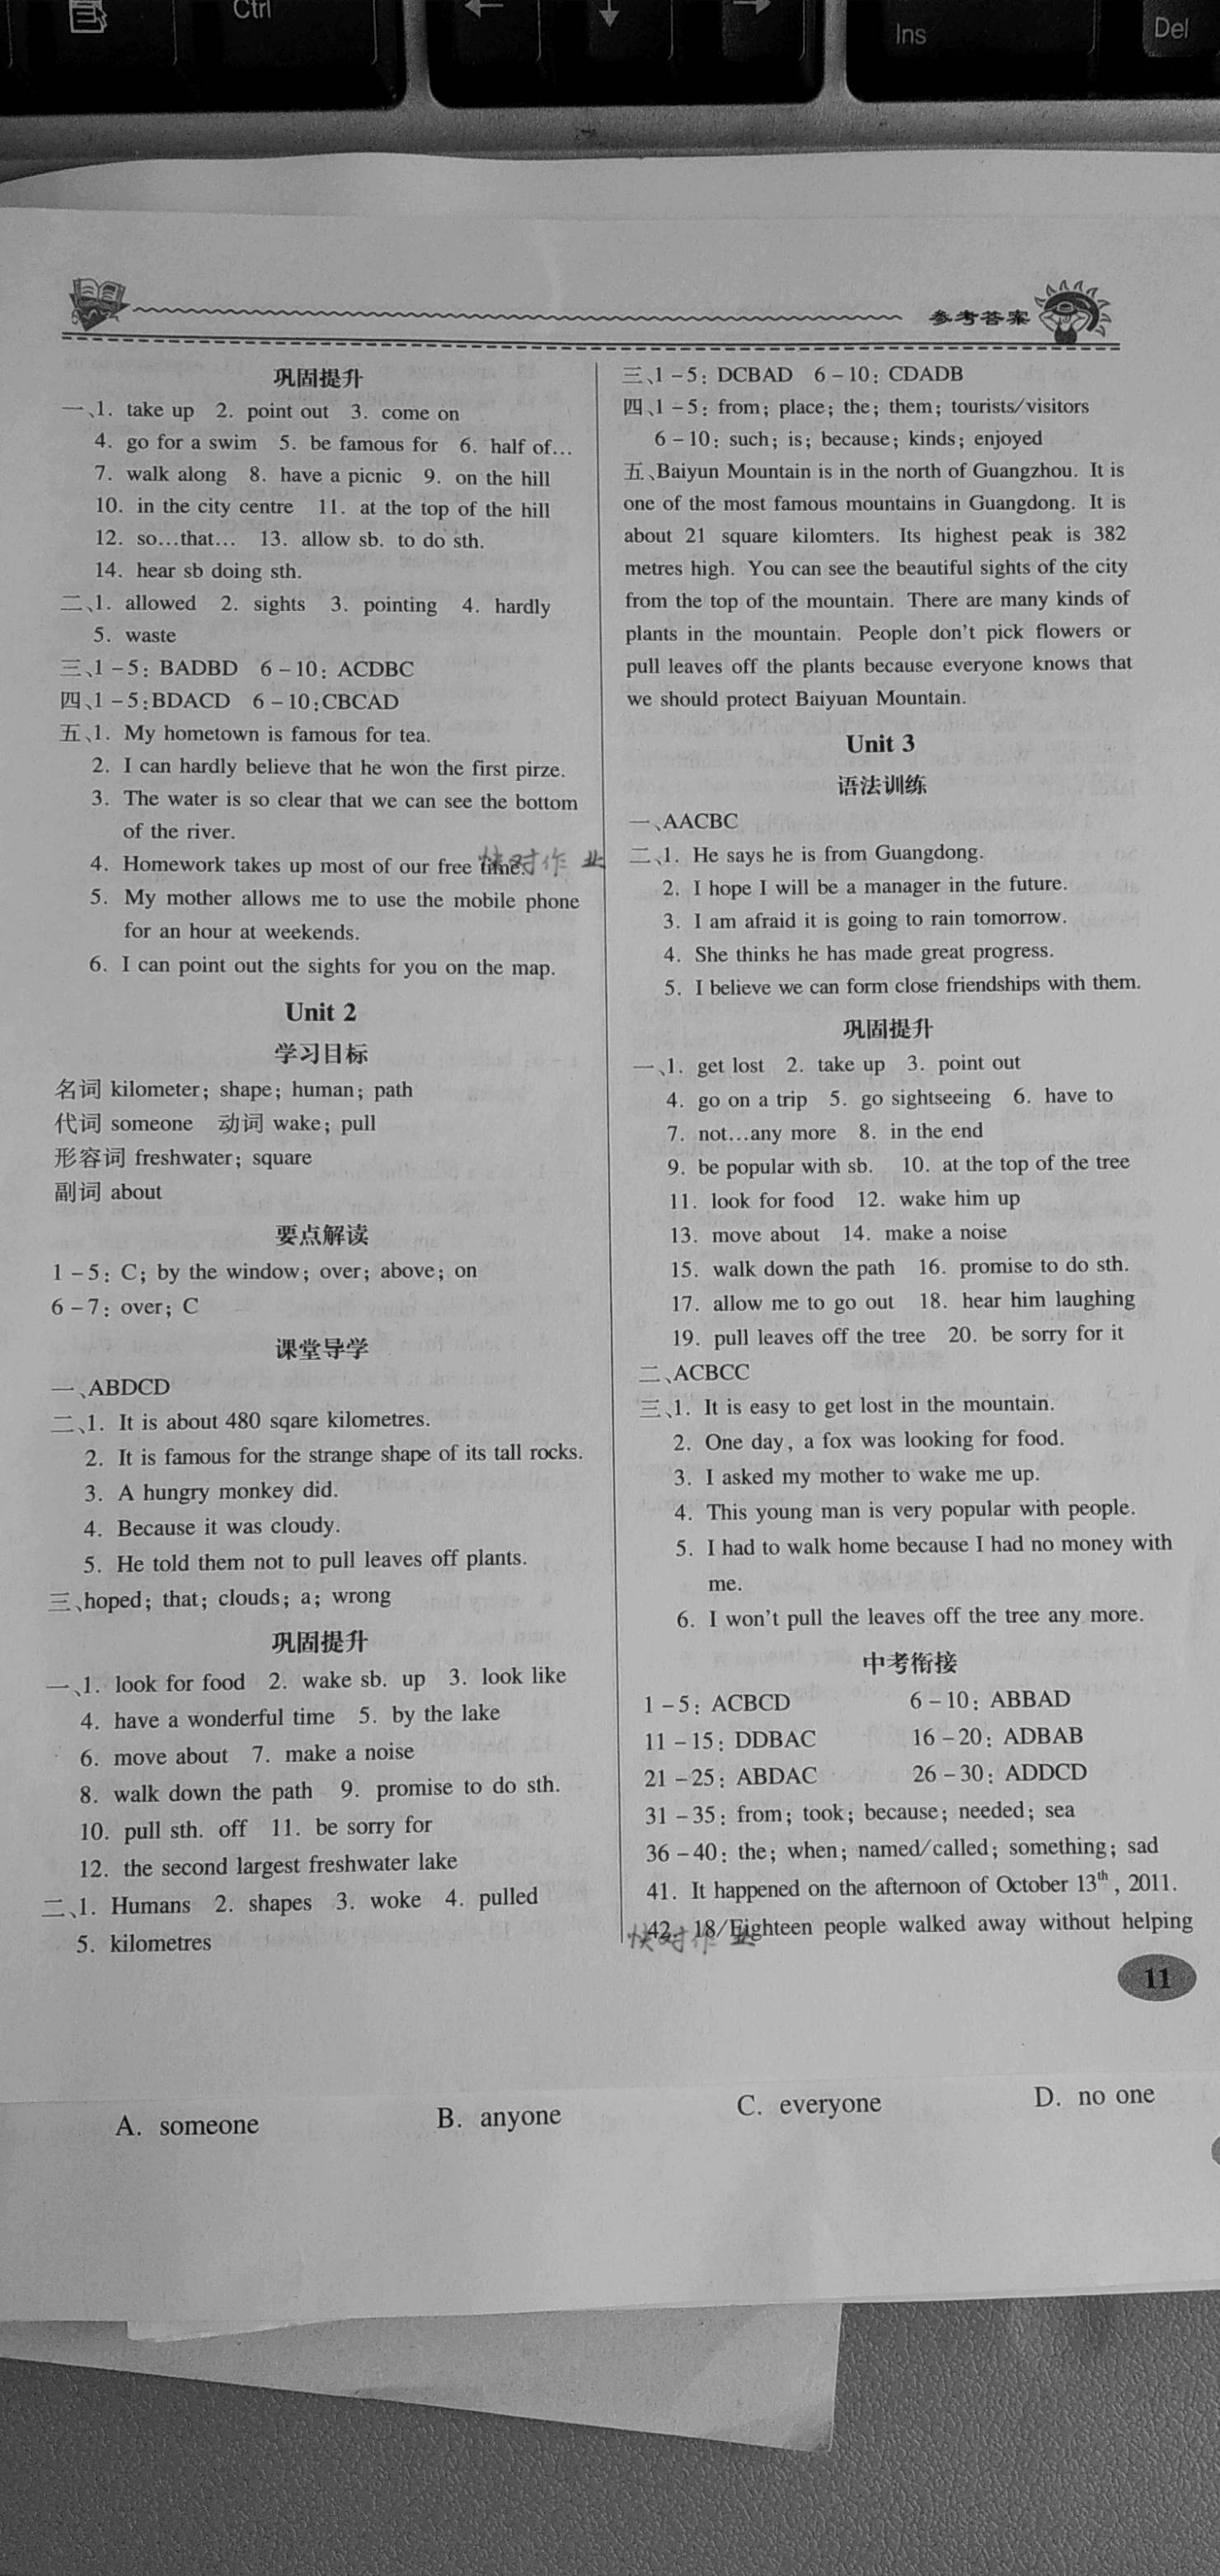 Ctrl
Ins
Del
参考答案
巩固提升
一、1. take up 2. point out 3. come on
4. go for a swim 5. be famous for 6. half of…
7. walk along 8. have a picnic 9. on the hill
10. in the city centre 11. at the top of the hill
12. so…that… 13. allow sb. to do sth.
14. hear sb doing sth.
二、1. allowed 2. sights 3. pointing 4. hardly
5. waste
三、1-5: BADBD 6-10: ACDBC
四、1-5:BDACD 6-10:CBCAD
五、1. My hometown is famous for tea.
2. I can hardly believe that he won the first pirze.
3. The water is so clear that we can see the bottom
of the river.
4. Homework takes up most of our free time.
快对作业
5. My mother allows me to use the mobile phone
for an hour at weekends.
6. I can point out the sights for you on the map.
Unit 2
学习目标
名词 kilometer; shape; human; path
代词 someone 动词 wake; pull
形容词 freshwater; square
副词 about
要点解读
1-5: C; by the window; over; above; on
6-7: over; C
课堂导学
一、ABDCD
二、1. It is about 480 sqare kilometres.
2. It is famous for the strange shape of its tall rocks.
3. A hungry monkey did.
4. Because it was cloudy.
5. He told them not to pull leaves off plants.
三、hoped; that; clouds; a; wrong
巩固提升
一、1. look for food 2. wake sb. up 3. look like
4. have a wonderful time 5. by the lake
6. move about 7. make a noise
8. walk down the path 9. promise to do sth.
10. pull sth. off 11. be sorry for
12. the second largest freshwater lake
二、1. Humans 2. shapes 3. woke 4. pulled
5. kilometres
三、1-5: DCBAD 6-10: CDADB
四、1-5: from; place; the; them; tourists/visitors
6-10: such; is; because; kinds; enjoyed
五、Baiyun Mountain is in the north of Guangzhou. It is
one of the most famous mountains in Guangdong. It is
about 21 square kilomters. Its highest peak is 382
metres high. You can see the beautiful sights of the city
from the top of the mountain. There are many kinds of
plants in the mountain. People don't pick flowers or
pull leaves off the plants because everyone knows that
we should protect Baiyuan Mountain.
Unit 3
语法训练
一、AACBC
二、1. He says he is from Guangdong.
2. I hope I will be a manager in the future.
3. I am afraid it is going to rain tomorrow.
4. She thinks he has made great progress.
5. I believe we can form close friendships with them.
巩固提升
一、1. get lost 2. take up 3. point out
4. go on a trip 5. go sightseeing 6. have to
7. not…any more 8. in the end
9. be popular with sb. 10. at the top of the tree
11. look for food 12. wake him up
13. move about 14. make a noise
15. walk down the path 16. promise to do sth.
17. allow me to go out 18. hear him laughing
19. pull leaves off the tree 20. be sorry for it
二、ACBCC
三、1. It is easy to get lost in the mountain.
2. One day, a fox was looking for food.
3. I asked my mother to wake me up.
4. This young man is very popular with people.
5. I had to walk home because I had no money with
me.
6. I won't pull the leaves off the tree any more.
中考衔接
1-5: ACBCD 6-10: ABBAD
11-15: DDBAC 16-20: ADBAB
21-25: ABDAC 26-30: ADDCD
31-35: from; took; because; needed; sea
36-40: the; when; named/called; something; sad
41. It happened on the afternoon of October 13th, 2011.
42. 18/Eighteen people walked away without helping
快对作业
11
A. someone B. anyone C. everyone D. no one